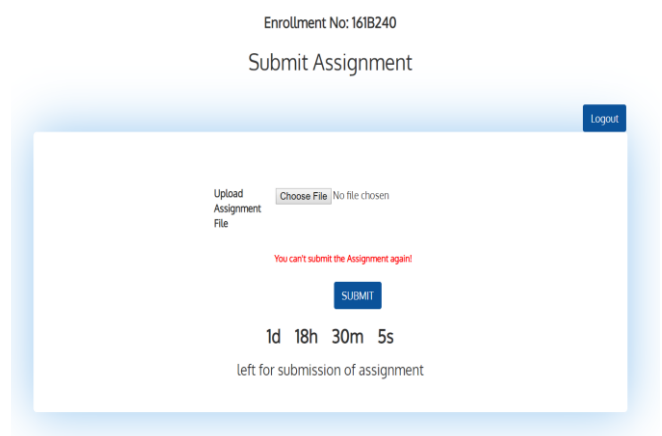 Enrollment No: 161B240
Submit Assignment
Logout
Upload
Assignment
File
Choose File No file chosen
You can't submit the Assignment again!
SUBMIT
1d 18h 30m 5s
left for submission of assignment